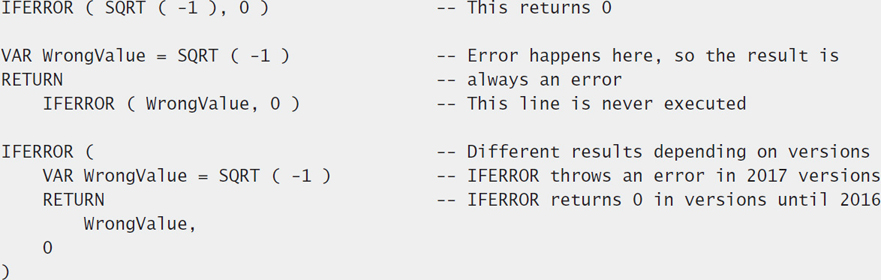 IFERROR ( SQRT ( -1 ), 0 ) -- This returns 0
VAR WrongValue = SQRT ( -1 ) -- Error happens here, so the result is
RETURN -- always an error
IFERROR ( WrongValue, 0 ) -- This line is never executed
IFERROR ( -- Different results depending on versions
VAR WrongValue = SQRT ( -1 ) -- IFERROR throws an error in 2017 versions
RETURN -- IFERROR returns 0 in versions until 2016
WrongValue,
0
)